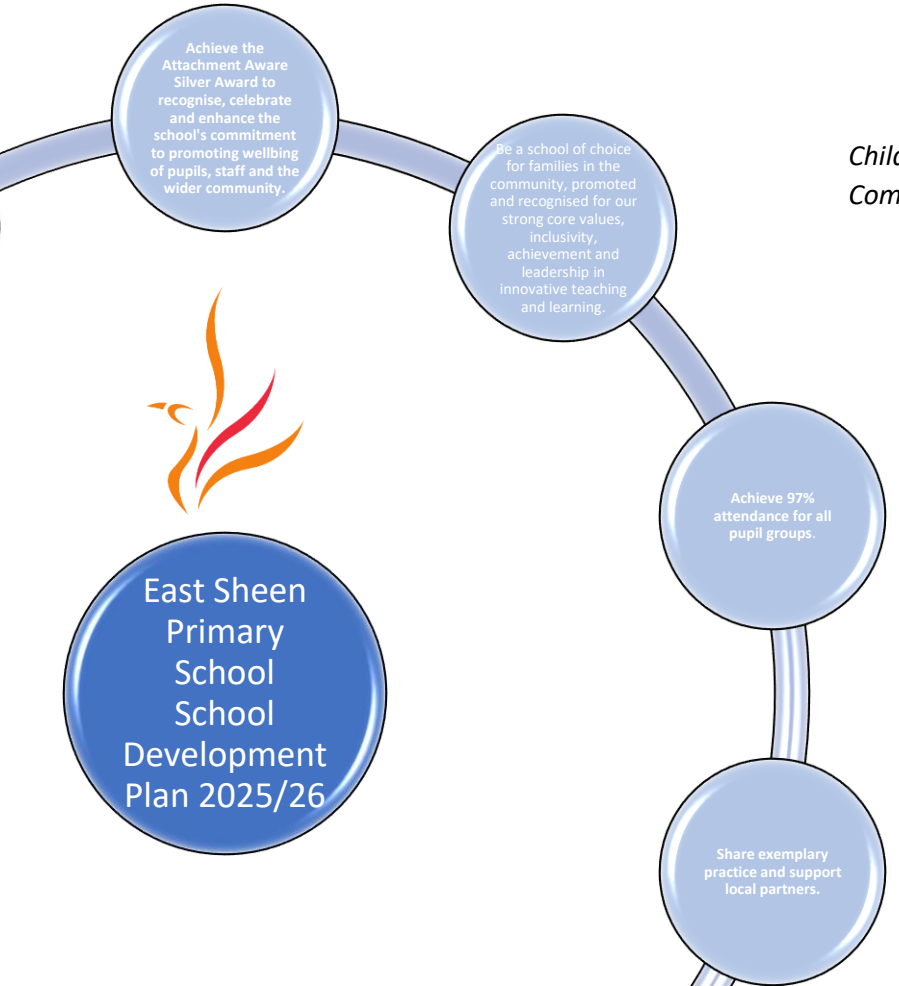 Achieve the
Attachment Aware
Silver Award to
recognise, celebrate
and enhance the
school's commitment
to promoting wellbing
of pupils, staff and the
wider community.
Be a school of choice
for families in the
community, promoted
and recognised for our
strong core values,
inclusivity,
achievement and
leadership in
innovative teaching
and learning.
Achieve 97%
attendance for all
pupil groups.
Share exemplary
practice and support
local partners.
East Sheen
Primary
School
School
Development
Plan 2025/26